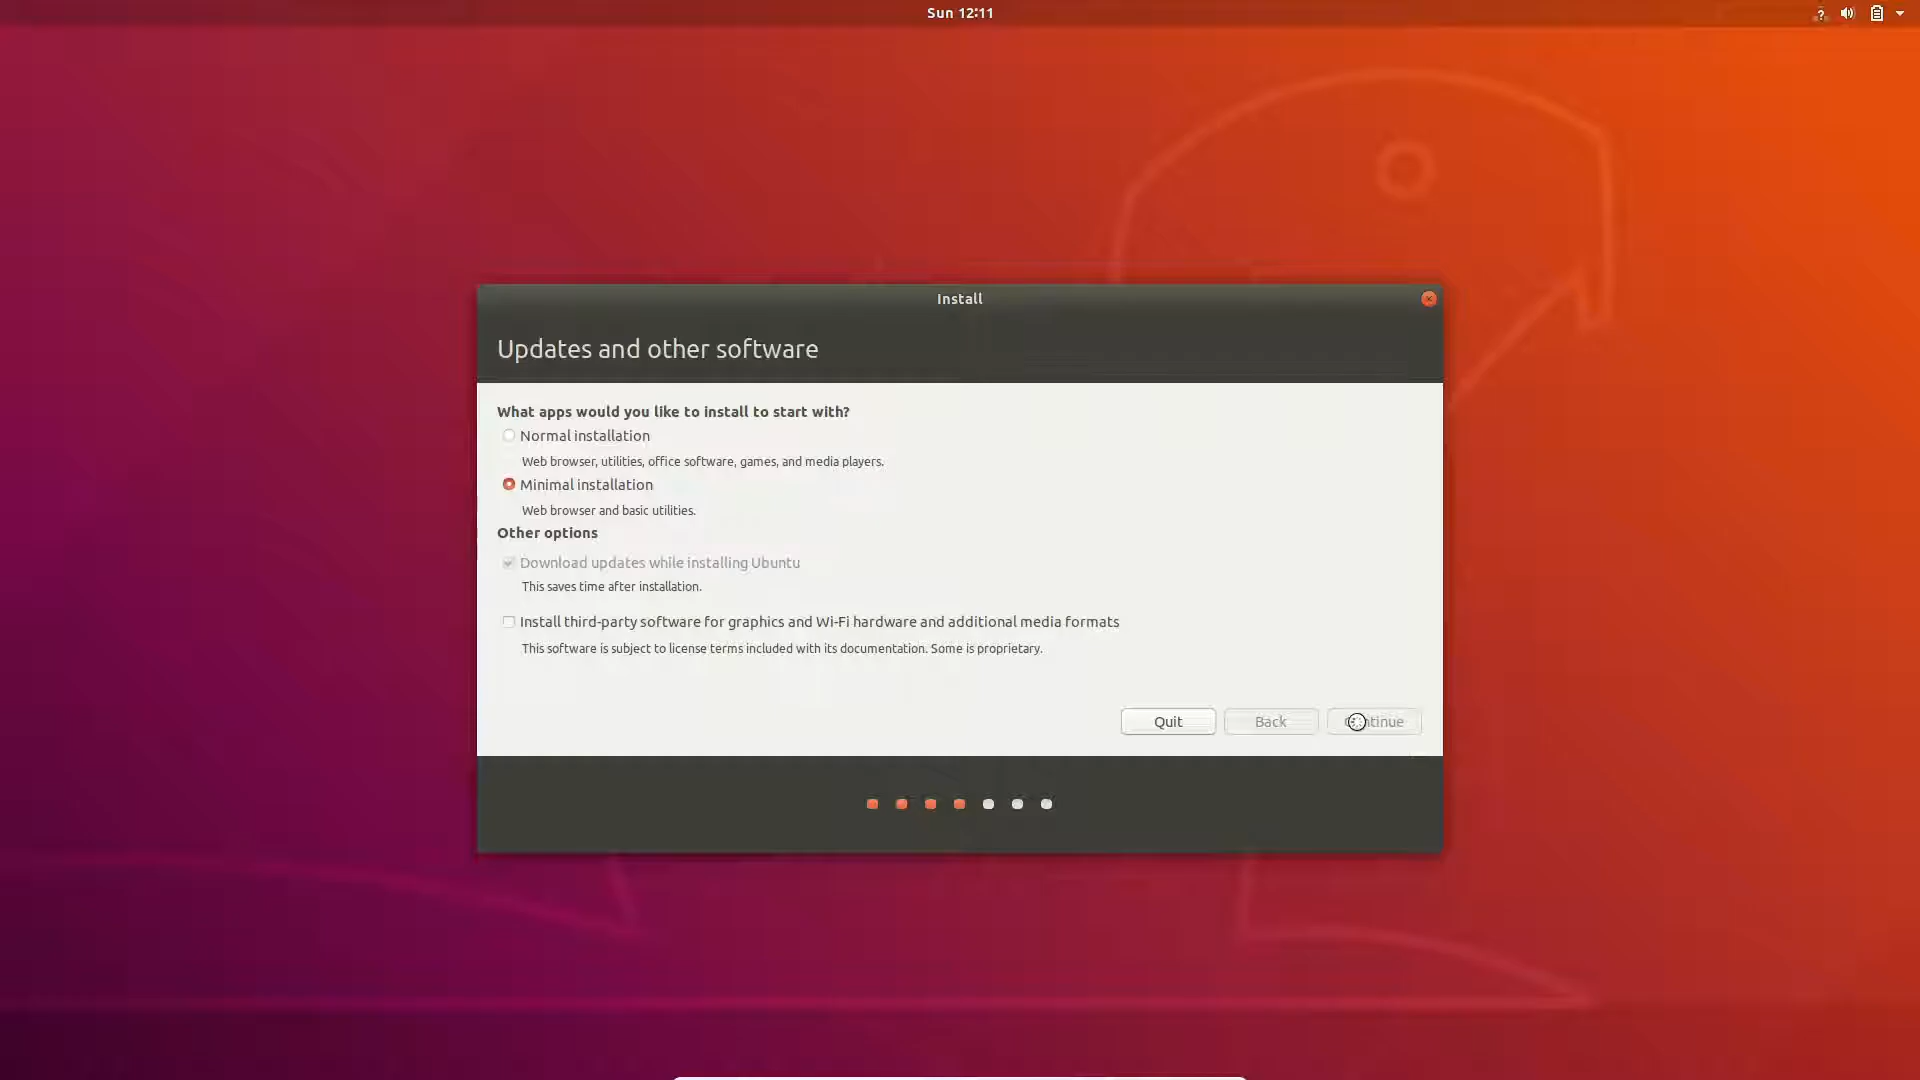 Sun 12:11
?
Install
Updates and other software
What apps would you like to install to start with?
Normal installation
Web browser, utilities, office software, games, and media players.
Minimal installation
Web browser and basic utilities.
Other options
Download updates while installing Ubuntu
This saves time after installation.
Install third-party software for graphics and Wi-Fi hardware and additional media formats
This software is subject to license terms included with its documentation. Some is proprietary.
Quit
Back
Continue